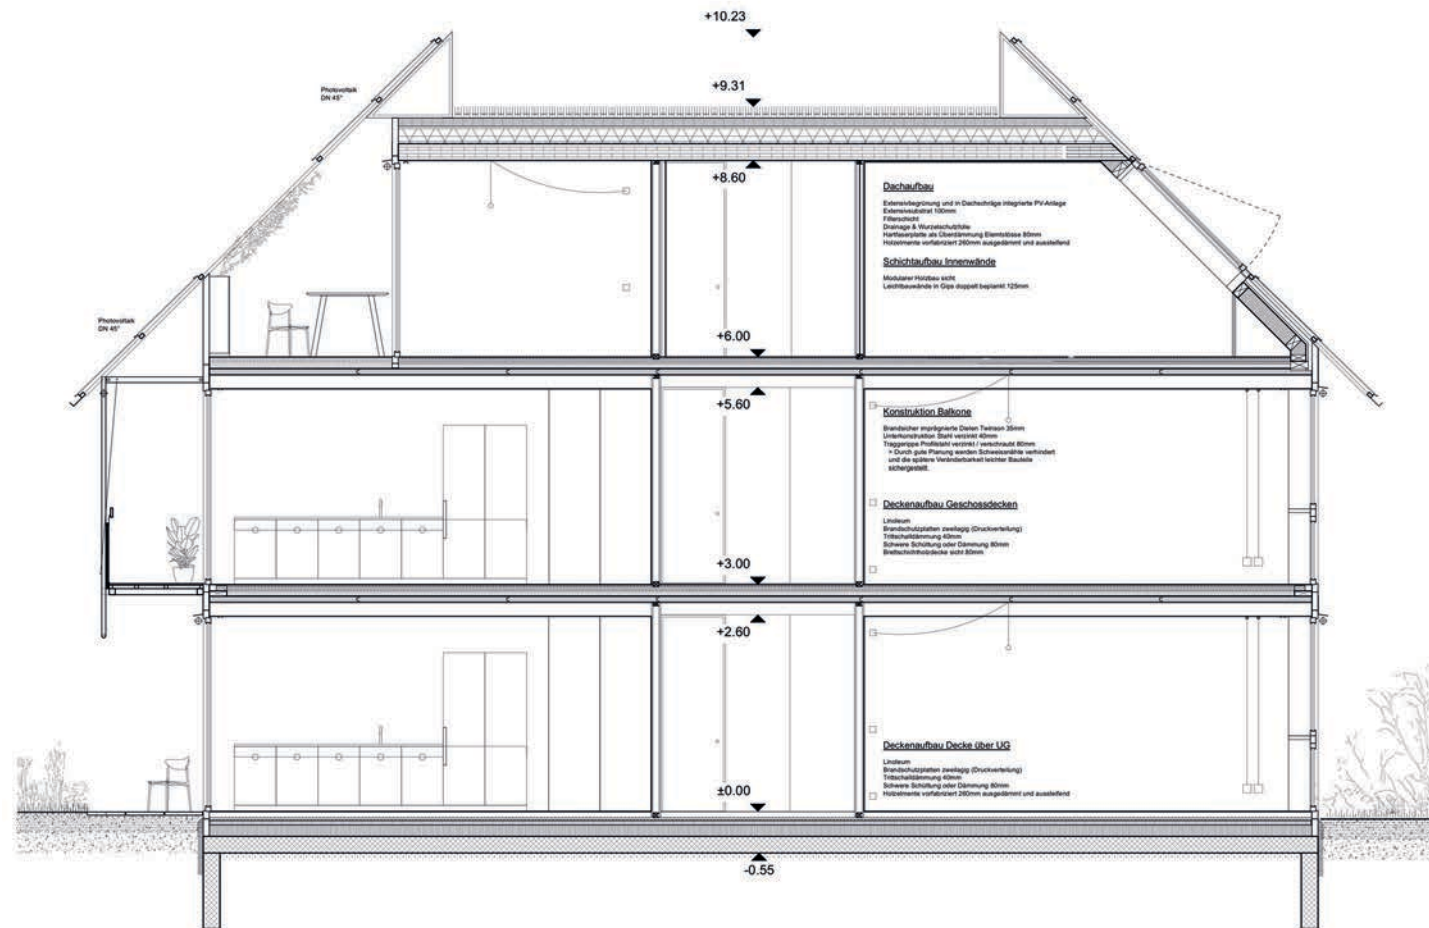 +10.23
+9.31
Photovoltaik
DN 45°
+8.60
Dachaufbau
Extensivbegrünung und in Dachschräge integrierte PV-Anlage
Extensivsubstrat 100mm
Filterschicht
Drainage & Wurzelschutzfolie
Hartfaserplatte als Überdämmung Elemtstösse 80mm
Holzelmente vorfabriziert 260mm ausgedämmt und aussteifend
Schichtaufbau Innenwände
Modularer Holzbau sicht
Leichtbauwände in Gips doppelt beplankt 125mm
Photovoltaik
DN 45°
+6.00
+5.60
Konstruktion Balkone
Brandsicher imprägnierte Dielen Twinson 35mm
Unterkonstruktion Stahl verzinkt 40mm
Traggerippe Profilstahl verzinkt / verschraubt 80mm
> Durch gute Planung werden Schweissnähte verhindert
und die spätere Veränderbarkeit leichter Bauteile
sichergestellt.
Deckenaufbau Geschossdecken
Linoleum
Brandschutzplatten zweilagig (Druckverteilung)
Trittschalldämmung 40mm
Schwere Schüttung oder Dämmung 80mm
Brettschichtholzdecke sicht 80mm
+3.00
+2.60
Deckenaufbau Decke über UG
Linoleum
Brandschutzplatten zweilagig (Druckverteilung)
Trittschalldämmung 40mm
Schwere Schüttung oder Dämmung 80mm
Holzelmente vorfabriziert 260mm ausgedämmt und aussteifend
±0.00
-0.55